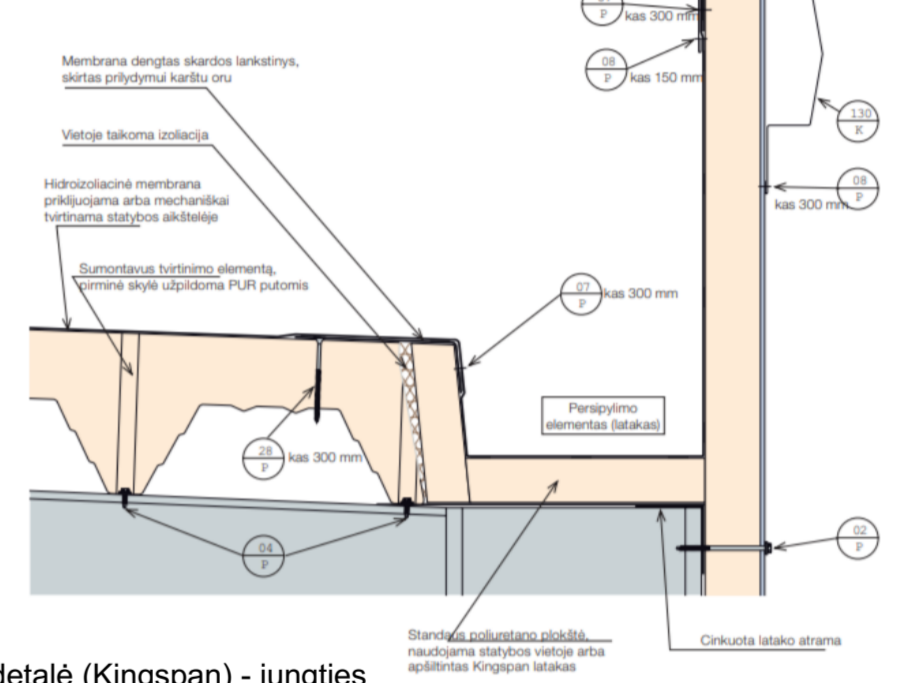 P kas 300 mm
08
P kas 150 mm
Membrana dengtas skardos lankstinys,
skirtas prilydymui karštu oru
130
K
Vietoje taikoma izoliacija
Hidroizoliacinė membrana
priklijuojama arba mechaniškai
tvirtinama statybos aikštelėje
08
P
kas 300 mm
Sumontavus tvirtinimo elementą,
pirminė skylė užpildoma PUR putomis
07
P kas 300 mm
Persipylimo
elementas (latakas)
28
P kas 300 mm
04
P
02
P
Standaus poliuretano plokštė,
naudojama statybos vietoje arba
apšiltintas Kingspan latakas
Cinkuota latako atrama
detalė (Kingspan) - jungties